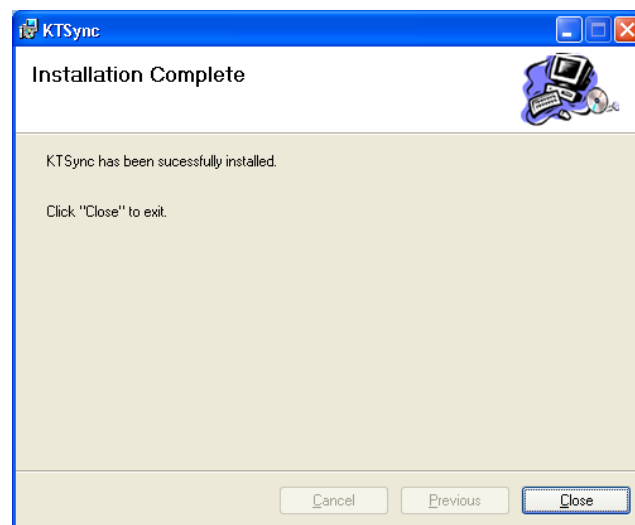 KTSync
Installation Complete
KTSync has been sucessfully installed.
Click "Close" to exit.
Cancel
Previous
Close